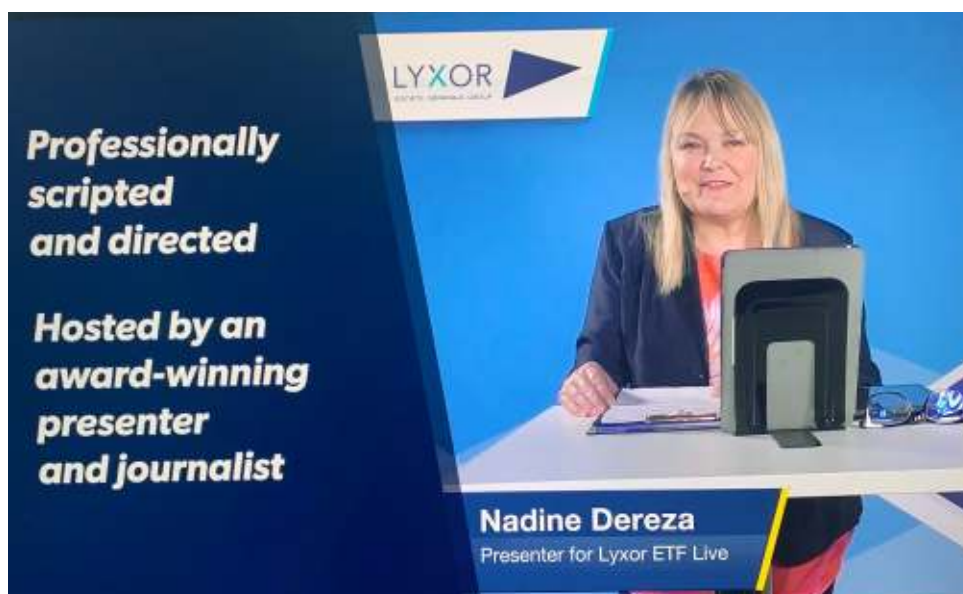 Professionally
scripted
and directed
Hosted by an
award-winning
presenter
and journalist
LYXOR
Nadine Dereza
Presenter for Lyxor ETF Live